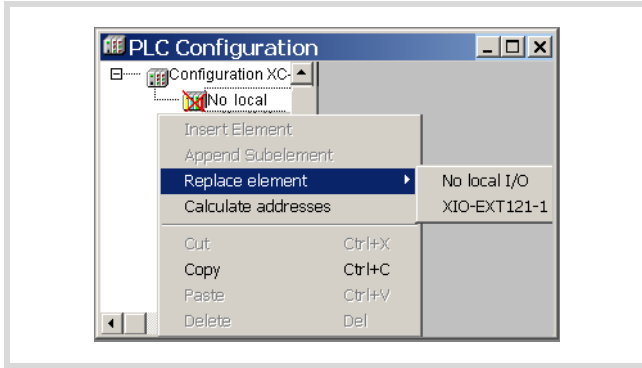 PLC Configuration
Configuration XC-
No local
Insert Element
Append Subelement
Replace element No local I/O
Calculate addresses XIO-EXT121-1
Cut Ctrl+X
Copy Ctrl+C
Paste Ctrl+V
Delete Del